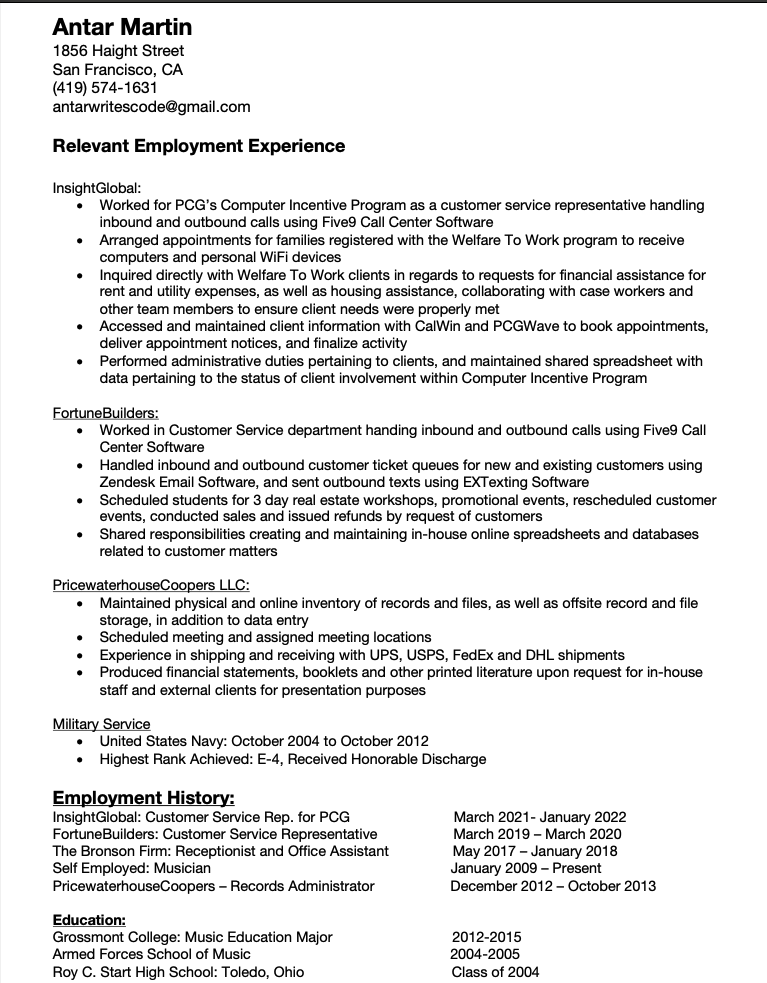 Antar Martin
1856 Haight Street
San Francisco, CA
(419) 574-1631
antarwritescode@gmail.com
Relevant Employment Experience
InsightGlobal:
• Worked for PCG's Computer Incentive Program as a customer service representative handling
inbound and outbound calls using Five9 Call Center Software
• Arranged appointments for families registered with the Welfare To Work program to receive
computers and personal WiFi devices
• Inquired directly with Welfare To Work clients in regards to requests for financial assistance for
rent and utility expenses, as well as housing assistance, collaborating with case workers and
other team members to ensure client needs were properly met
• Accessed and maintained client information with CalWin and PCGWave to book appointments,
deliver appointment notices, and finalize activity
• Performed administrative duties pertaining to clients, and maintained shared spreadsheet with
data pertaining to the status of client involvement within Computer Incentive Program
FortuneBuilders:
• Worked in Customer Service department handing inbound and outbound calls using Five9 Call
Center Software
• Handled inbound and outbound customer ticket queues for new and existing customers using
Zendesk Email Software, and sent outbound texts using EXTexting Software
• Scheduled students for 3 day real estate workshops, promotional events, rescheduled customer
events, conducted sales and issued refunds by request of customers
• Shared responsibilities creating and maintaining in-house online spreadsheets and databases
related to customer matters
PricewaterhouseCoopers LLC:
• Maintained physical and online inventory of records and files, as well as offsite record and file
storage, in addition to data entry
• Scheduled meeting and assigned meeting locations
• Experience in shipping and receiving with UPS, USPS, FedEx and DHL shipments
• Produced financial statements, booklets and other printed literature upon request for in-house
staff and external clients for presentation purposes
Military Service
• United States Navy: October 2004 to October 2012
• Highest Rank Achieved: E-4, Received Honorable Discharge
Employment History:
InsightGlobal: Customer Service Rep. for PCG March 2021- January 2022
FortuneBuilders: Customer Service Representative March 2019 – March 2020
The Bronson Firm: Receptionist and Office Assistant May 2017 – January 2018
Self Employed: Musician January 2009 – Present
PricewaterhouseCoopers – Records Administrator December 2012 – October 2013
Education:
Grossmont College: Music Education Major 2012-2015
Armed Forces School of Music 2004-2005
Roy C. Start High School: Toledo, Ohio Class of 2004